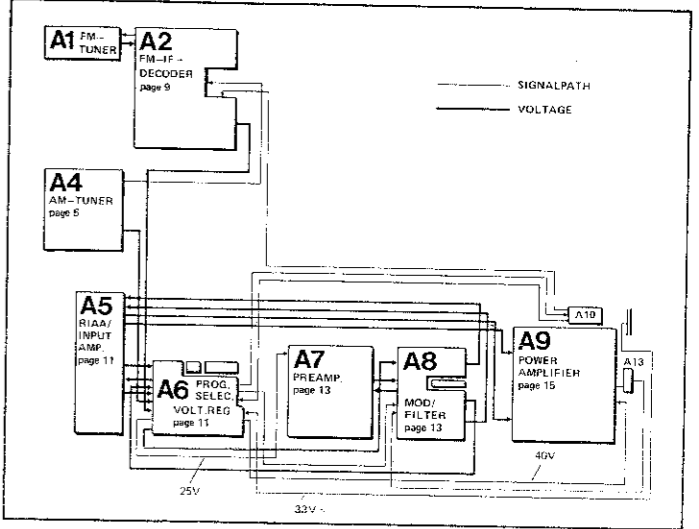 A1 FM-
TUNER
A2
FM-IF-
DECODER
page 9
SIGNALPATH
VOLTAGE
A4
AM-TUNER
page 5
A5
RIAA/
INPUT
AMP.
page 11
A6 PROG.
SELEC.
VOLT.REG
page 11
A7
PREAMP.
page 13
A8
MOD/
FILTER
page 13
A10
A9
POWER
AMPLIFIER
page 15
A13
25V
33V~
40V